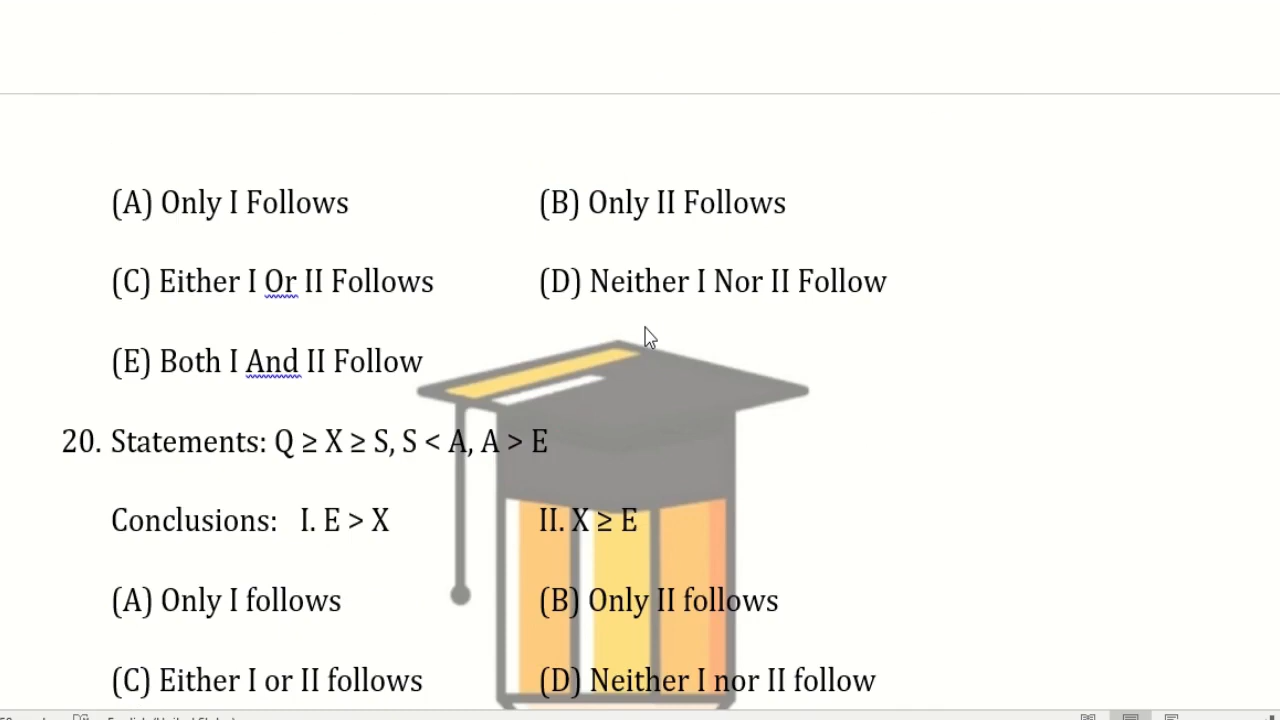 (A) Only I Follows (B) Only II Follows
(C) Either I Or II Follows (D) Neither I Nor II Follow
(E) Both I And II Follow
20. Statements: Q ≥ X ≥ S, S < A, A > E
Conclusions: I. E > X II. X ≥ E
(A) Only I follows (B) Only II follows
(C) Either I or II follows (D) Neither I nor II follow